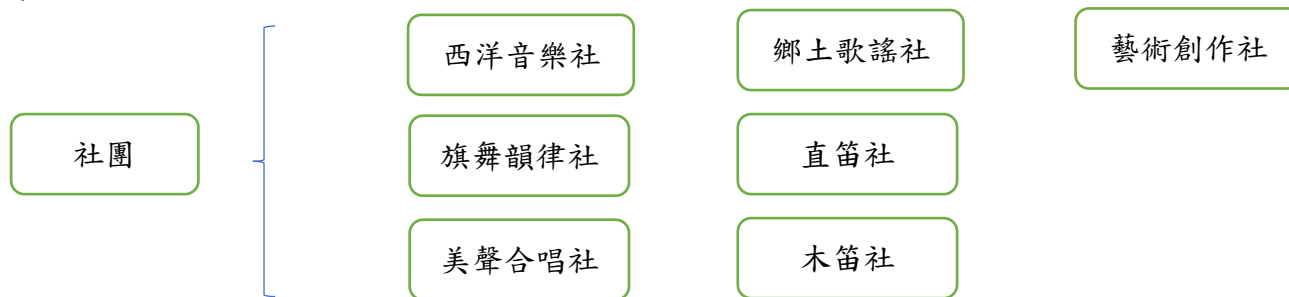 西洋音樂社
鄉土歌謠社
藝術創作社
社團
旗舞韻律社
直笛社
美聲合唱社
木笛社